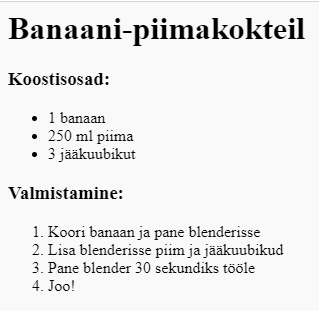 Banaani-piimakokteil
Koostisosad:
• 1 banaan
• 250 ml piima
• 3 jääkuubikut
Valmistamine:
1. Koori banaan ja pane blenderisse
2. Lisa blenderisse piim ja jääkuubikud
3. Pane blender 30 sekundiks tööle
4. Joo!